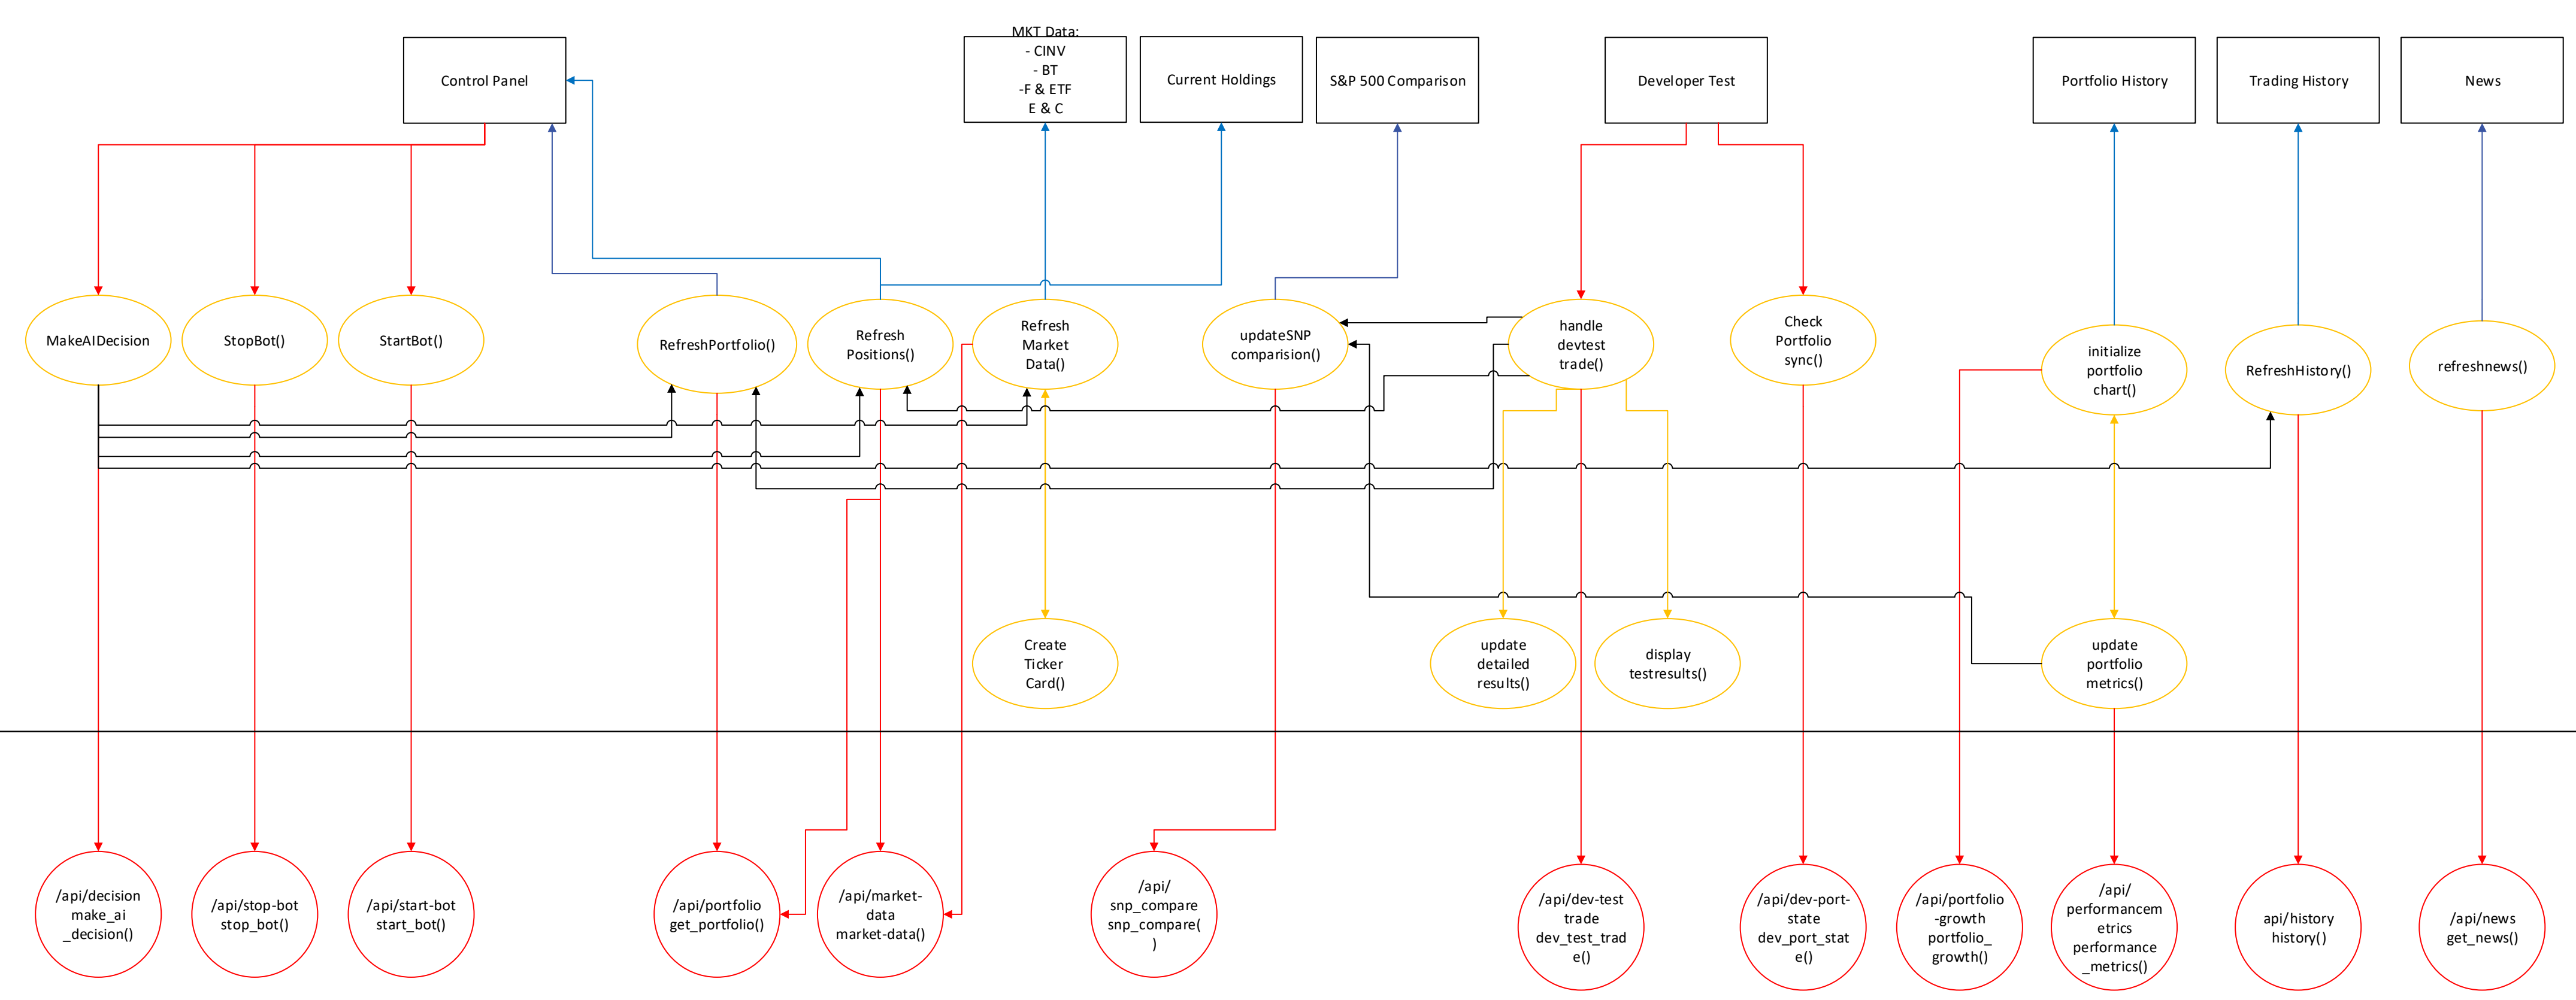 MKT Data:
- CINV
- BT
-F & ETF
E & C
Control Panel
Current Holdings
S&P 500 Comparison
Developer Test
Portfolio History
Trading History
News
MakeAIDecision
StopBot()
StartBot()
RefreshPortfolio()
Refresh
Positions()
Refresh
Market
Data()
updateSNP
comparision()
handle
devtest
trade()
Check
Portfolio
sync()
initialize
portfolio
chart()
RefreshHistory()
refreshnews()
Create
Ticker
Card()
update
detailed
results()
display
testresults()
update
portfolio
metrics()
/api/decision
make_ai
_decision()
/api/stop-bot
stop_bot()
/api/start-bot
start_bot()
/api/portfolio
get_portfolio()
/api/market-
data
market-data()
/api/
snp_compare
snp_compare(
)
/api/dev-test
trade
dev_test_trad
e()
/api/dev-port-
state
dev_port_stat
e()
/api/portfolio
-growth
portfolio_
growth()
/api/
performancem
etrics
performance
_metrics()
api/history
history()
/api/news
get_news()